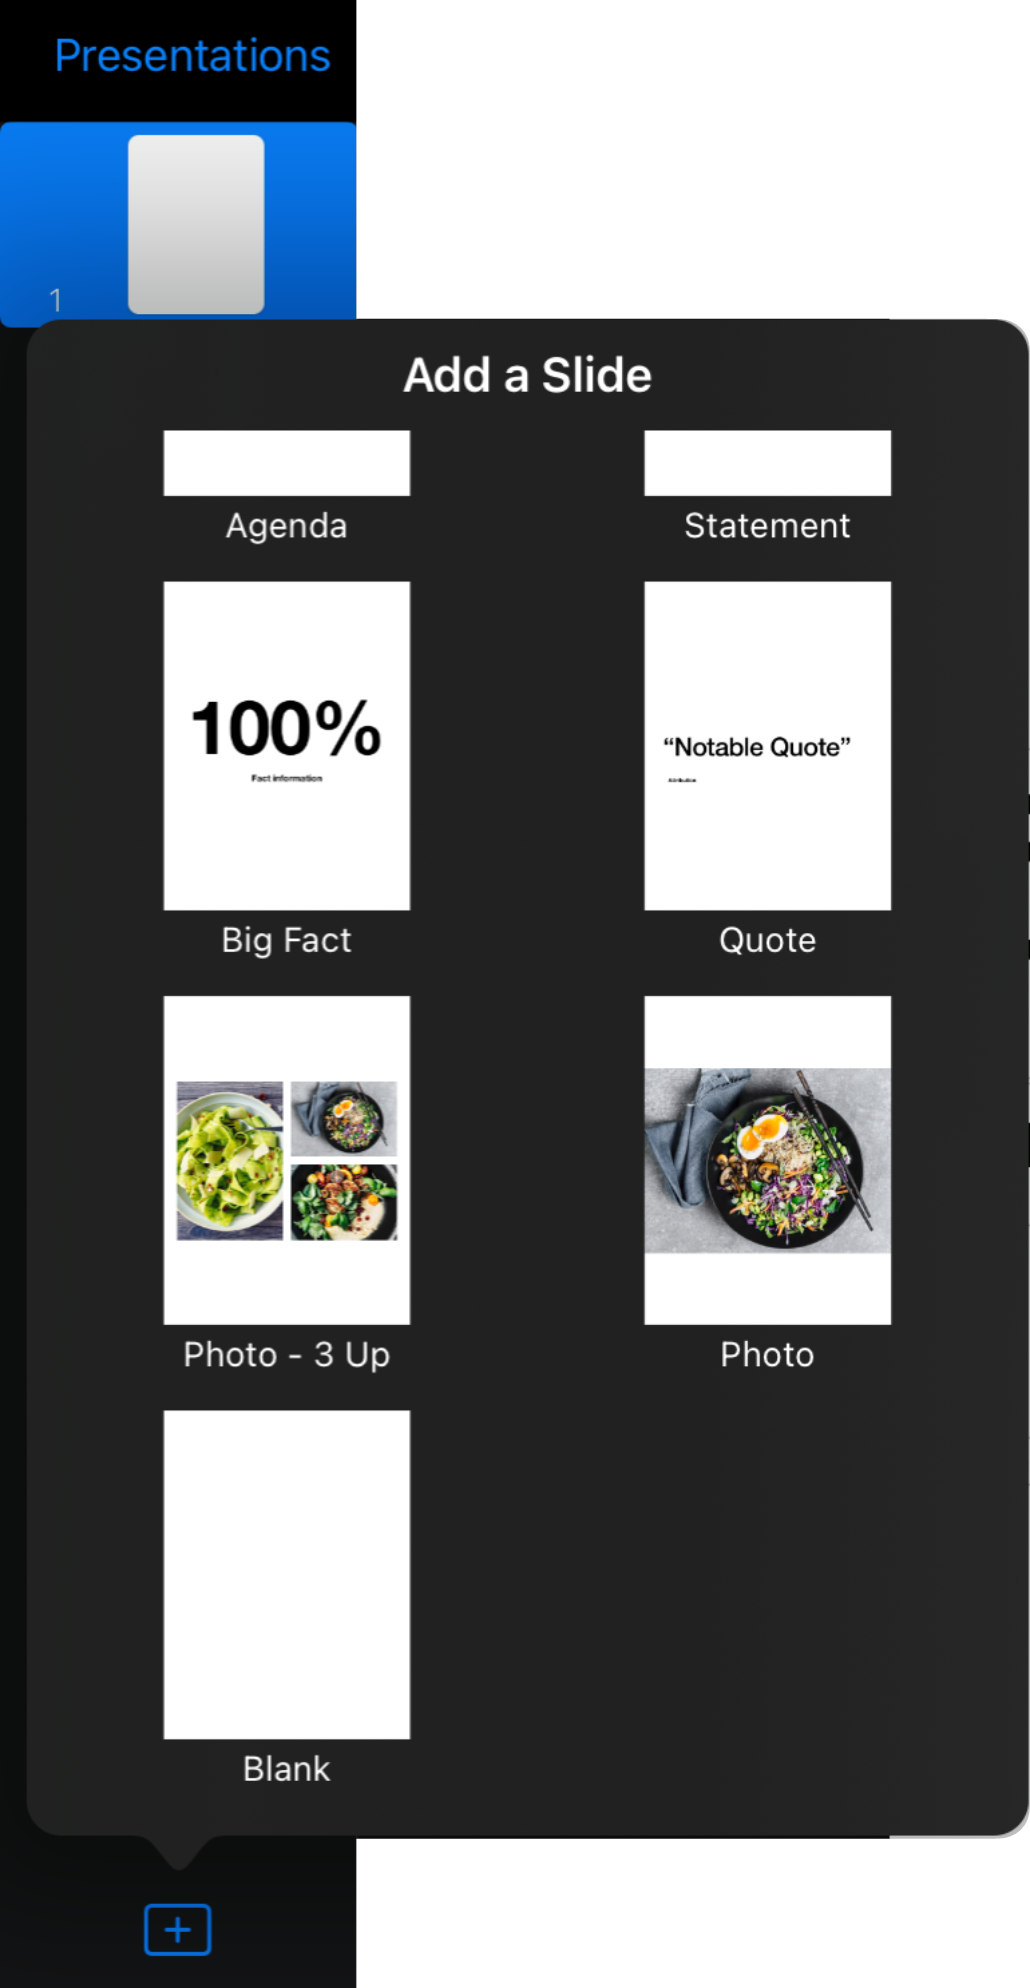 Presentations
1
Add a Slide
Agenda
Statement
100%
Fact information
“Notable Quote”
Attribution
Big Fact
Quote
Photo - 3 Up
Photo
Blank